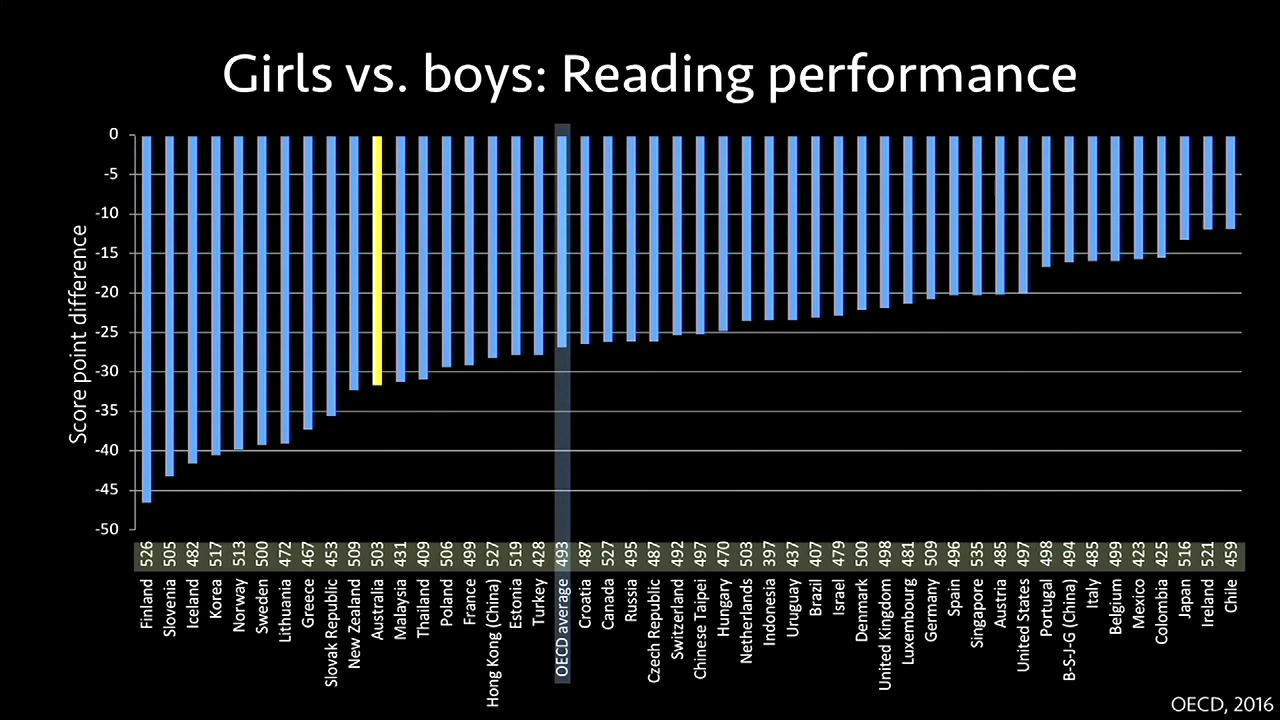 Girls vs. boys: Reading performance
Score point difference
0
-5
-10
-15
-20
-25
-30
-35
-40
-45
-50
526 505 482 517 513 500 472 467 453 509 503 431 409 506 499 527 519 428 493 487 527 495 487 492 497 470 503 397 437 407 479 500 498 481 509 496 535 485 497 498 494 485 499 423 425 516 521 459
Finland
Slovenia
Iceland
Korea
Norway
Sweden
Lithuania
Greece
Slovak Republic
New Zealand
Australia
Malaysia
Thailand
Poland
France
Hong Kong (China)
Estonia
Turkey
OECD average
Croatia
Canada
Russia
Czech Republic
Switzerland
Chinese Taipei
Hungary
Netherlands
Indonesia
Uruguay
Brazil
Israel
Denmark
United Kingdom
Luxembourg
Germany
Spain
Singapore
Austria
United States
Portugal
B-S-J-G (China)
Italy
Belgium
Mexico
Colombia
Japan
Ireland
Chile
OECD, 2016